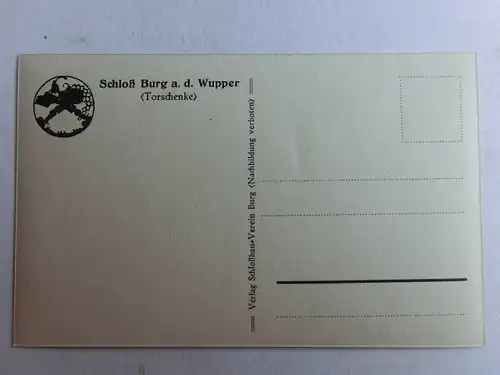 Schloß Burg a. d. Wupper
(Torschenke)
Verlag Schloßbau-Verein Burg (Nachbildung verboten)